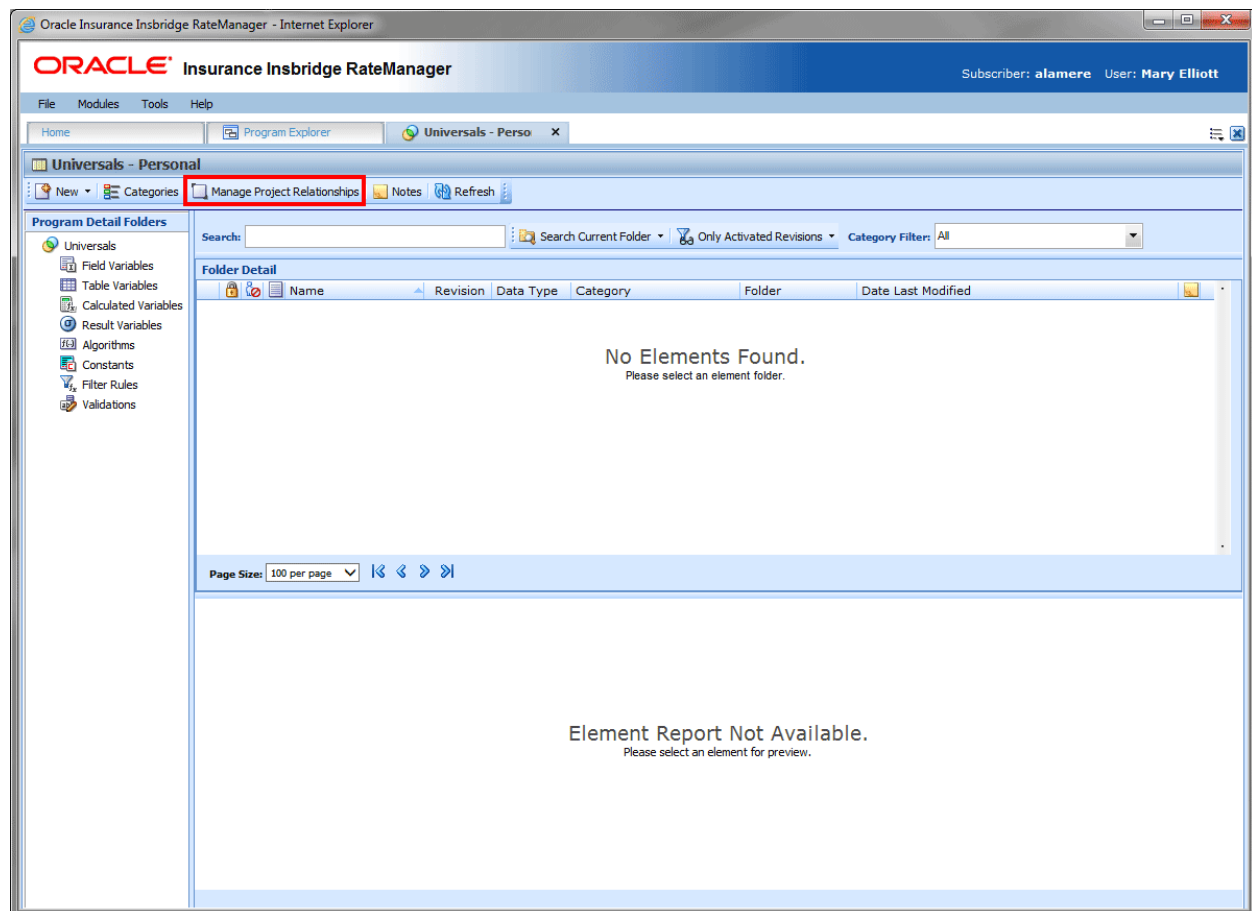 Oracle Insurance Insbridge RateManager - Internet Explorer
ORACLE Insurance Insbridge RateManager
Subscriber: alamere User: Mary Elliott
File Modules Tools Help
Home Program Explorer Universals - Perso
Universals - Personal
New Categories Manage Project Relationships Notes Refresh
Program Detail Folders
Universals
Field Variables
Table Variables
Calculated Variables
Result Variables
Algorithms
Constants
Filter Rules
Validations
Search: Search Current Folder Only Activated Revisions Category Filter: All
Folder Detail
Name Revision Data Type Category Folder Date Last Modified
No Elements Found.
Please select an element folder.
Page Size: 100 per page
Element Report Not Available.
Please select an element for preview.